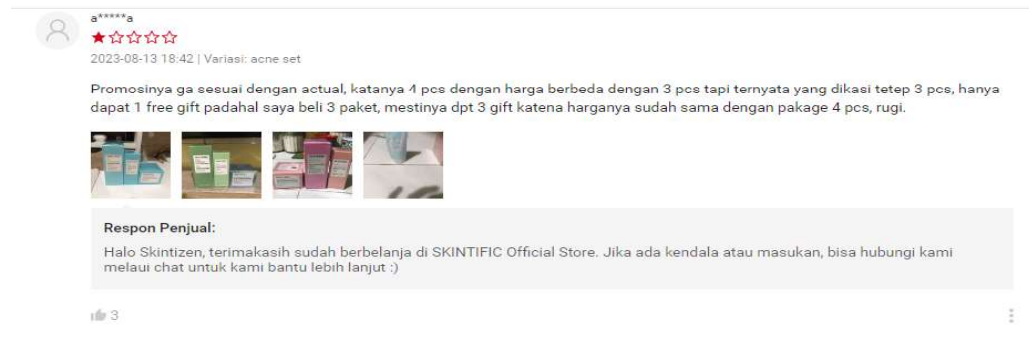 a*****a
2023-08-13 18:42 | Variasi: acne set
Promosinya ga sesuai dengan actual, katanya 4 pcs dengan harga berbeda dengan 3 pcs tapi ternyata yang dikasi tetep 3 pcs, hanya
dapat 1 free gift padahal saya beli 3 paket, mestinya dpt 3 gift katena harganya sudah sama dengan pakage 4 pcs, rugi.
Respon Penjual:
Halo Skintizen, terimakasih sudah berbelanja di SKINTIFIC Official Store. Jika ada kendala atau masukan, bisa hubungi kami
melaui chat untuk kami bantu lebih lanjut :)
3